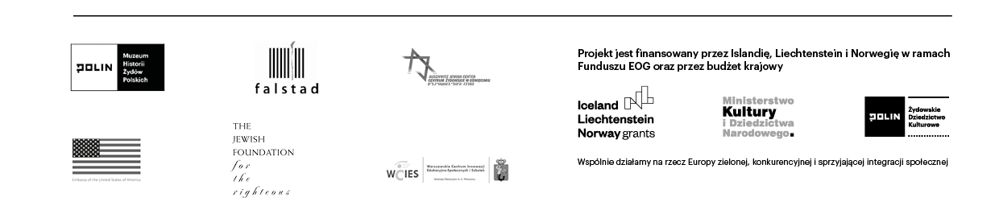 POLIN
Muzeum
Historii
Żydów
Polskich
falstad
AUSCHWITZ JEWISH CENTER
CENTRUM ŻYDOWSKIE W OŚWIĘCIMIU
Projekt jest finansowany przez Islandię, Liechtenstein i Norwegię w ramach
Funduszu EOG oraz przez budżet krajowy
Iceland
Liechtenstein
Norway grants
Ministerstwo
Kultury
i Dziedzictwa
Narodowego.
POLIN
Żydowskie
Dziedzictwo
Kulturowe
Embassy of the United States of America
THE
JEWISH
FOUNDATION
for
the
righteous
WCIES
Warszawskie Centrum Innowacji
Edukacyjno-Społecznych i Szkoleń
Wspólnie działamy na rzecz Europy zielonej, konkurencyjnej i sprzyjającej integracji społecznej